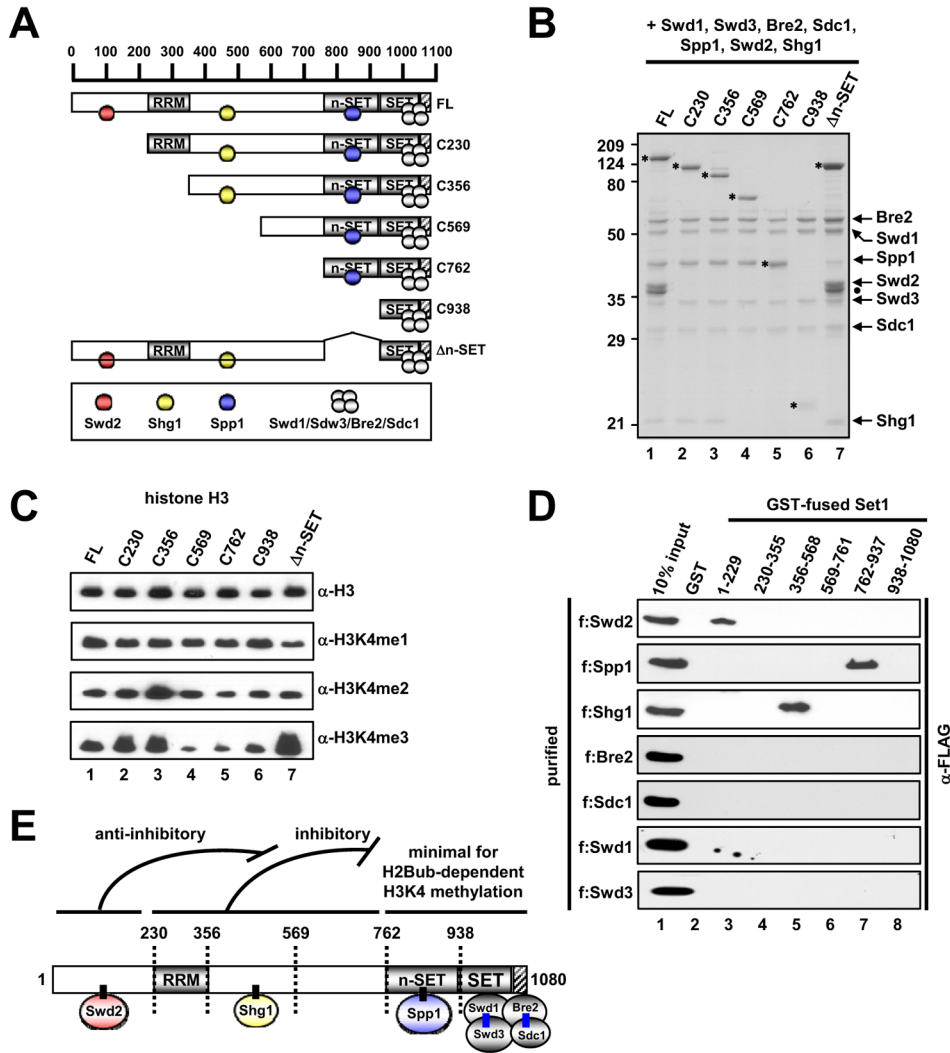 A
0 100 200 300 400 500 600 700 800 900 1000 1100
RRM n-SET SET FL
RRM n-SET SET C230
n-SET SET C356
n-SET SET C569
n-SET SET C762
SET C938
RRM SET Δn-SET
Swd2 Shg1 Spp1 Swd1/Sdw3/Bre2/Sdc1
B
+ Swd1, Swd3, Bre2, Sdc1,
Spp1, Swd2, Shg1
FL C230 C356 C569 C762 C938 Δn-SET
209
124
80
50
35
29
21
* * * * * * *
Bre2
Swd1
Spp1
Swd2
•
Swd3
Sdc1
Shg1
1 2 3 4 5 6 7
C
histone H3
FL C230 C356 C569 C762 C938 Δn-SET
α-H3
α-H3K4me1
α-H3K4me2
α-H3K4me3
1 2 3 4 5 6 7
D
GST-fused Set1
10% input GST 1-229 230-355 356-568 569-761 762-937 938-1080
purified
f:Swd2
f:Spp1
f:Shg1
f:Bre2
f:Sdc1
f:Swd1
f:Swd3
α-FLAG
1 2 3 4 5 6 7 8
E
anti-inhibitory inhibitory
minimal for
H2Bub-dependent
H3K4 methylation
230 356 569 762 938
1 RRM n-SET SET 1080
Swd2 Shg1 Spp1 Swd1 Bre2
Swd3 Sdc1